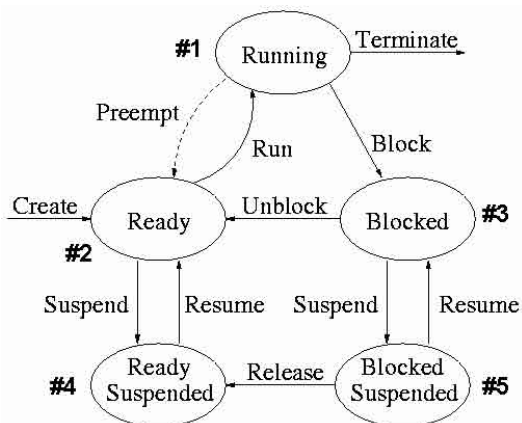 #1
Running
Terminate
Preempt
Run
Block
Create
Ready
Unblock
Blocked
#3
#2
Suspend
Resume
Suspend
Resume
#4
Ready
Suspended
Release
Blocked
Suspended
#5